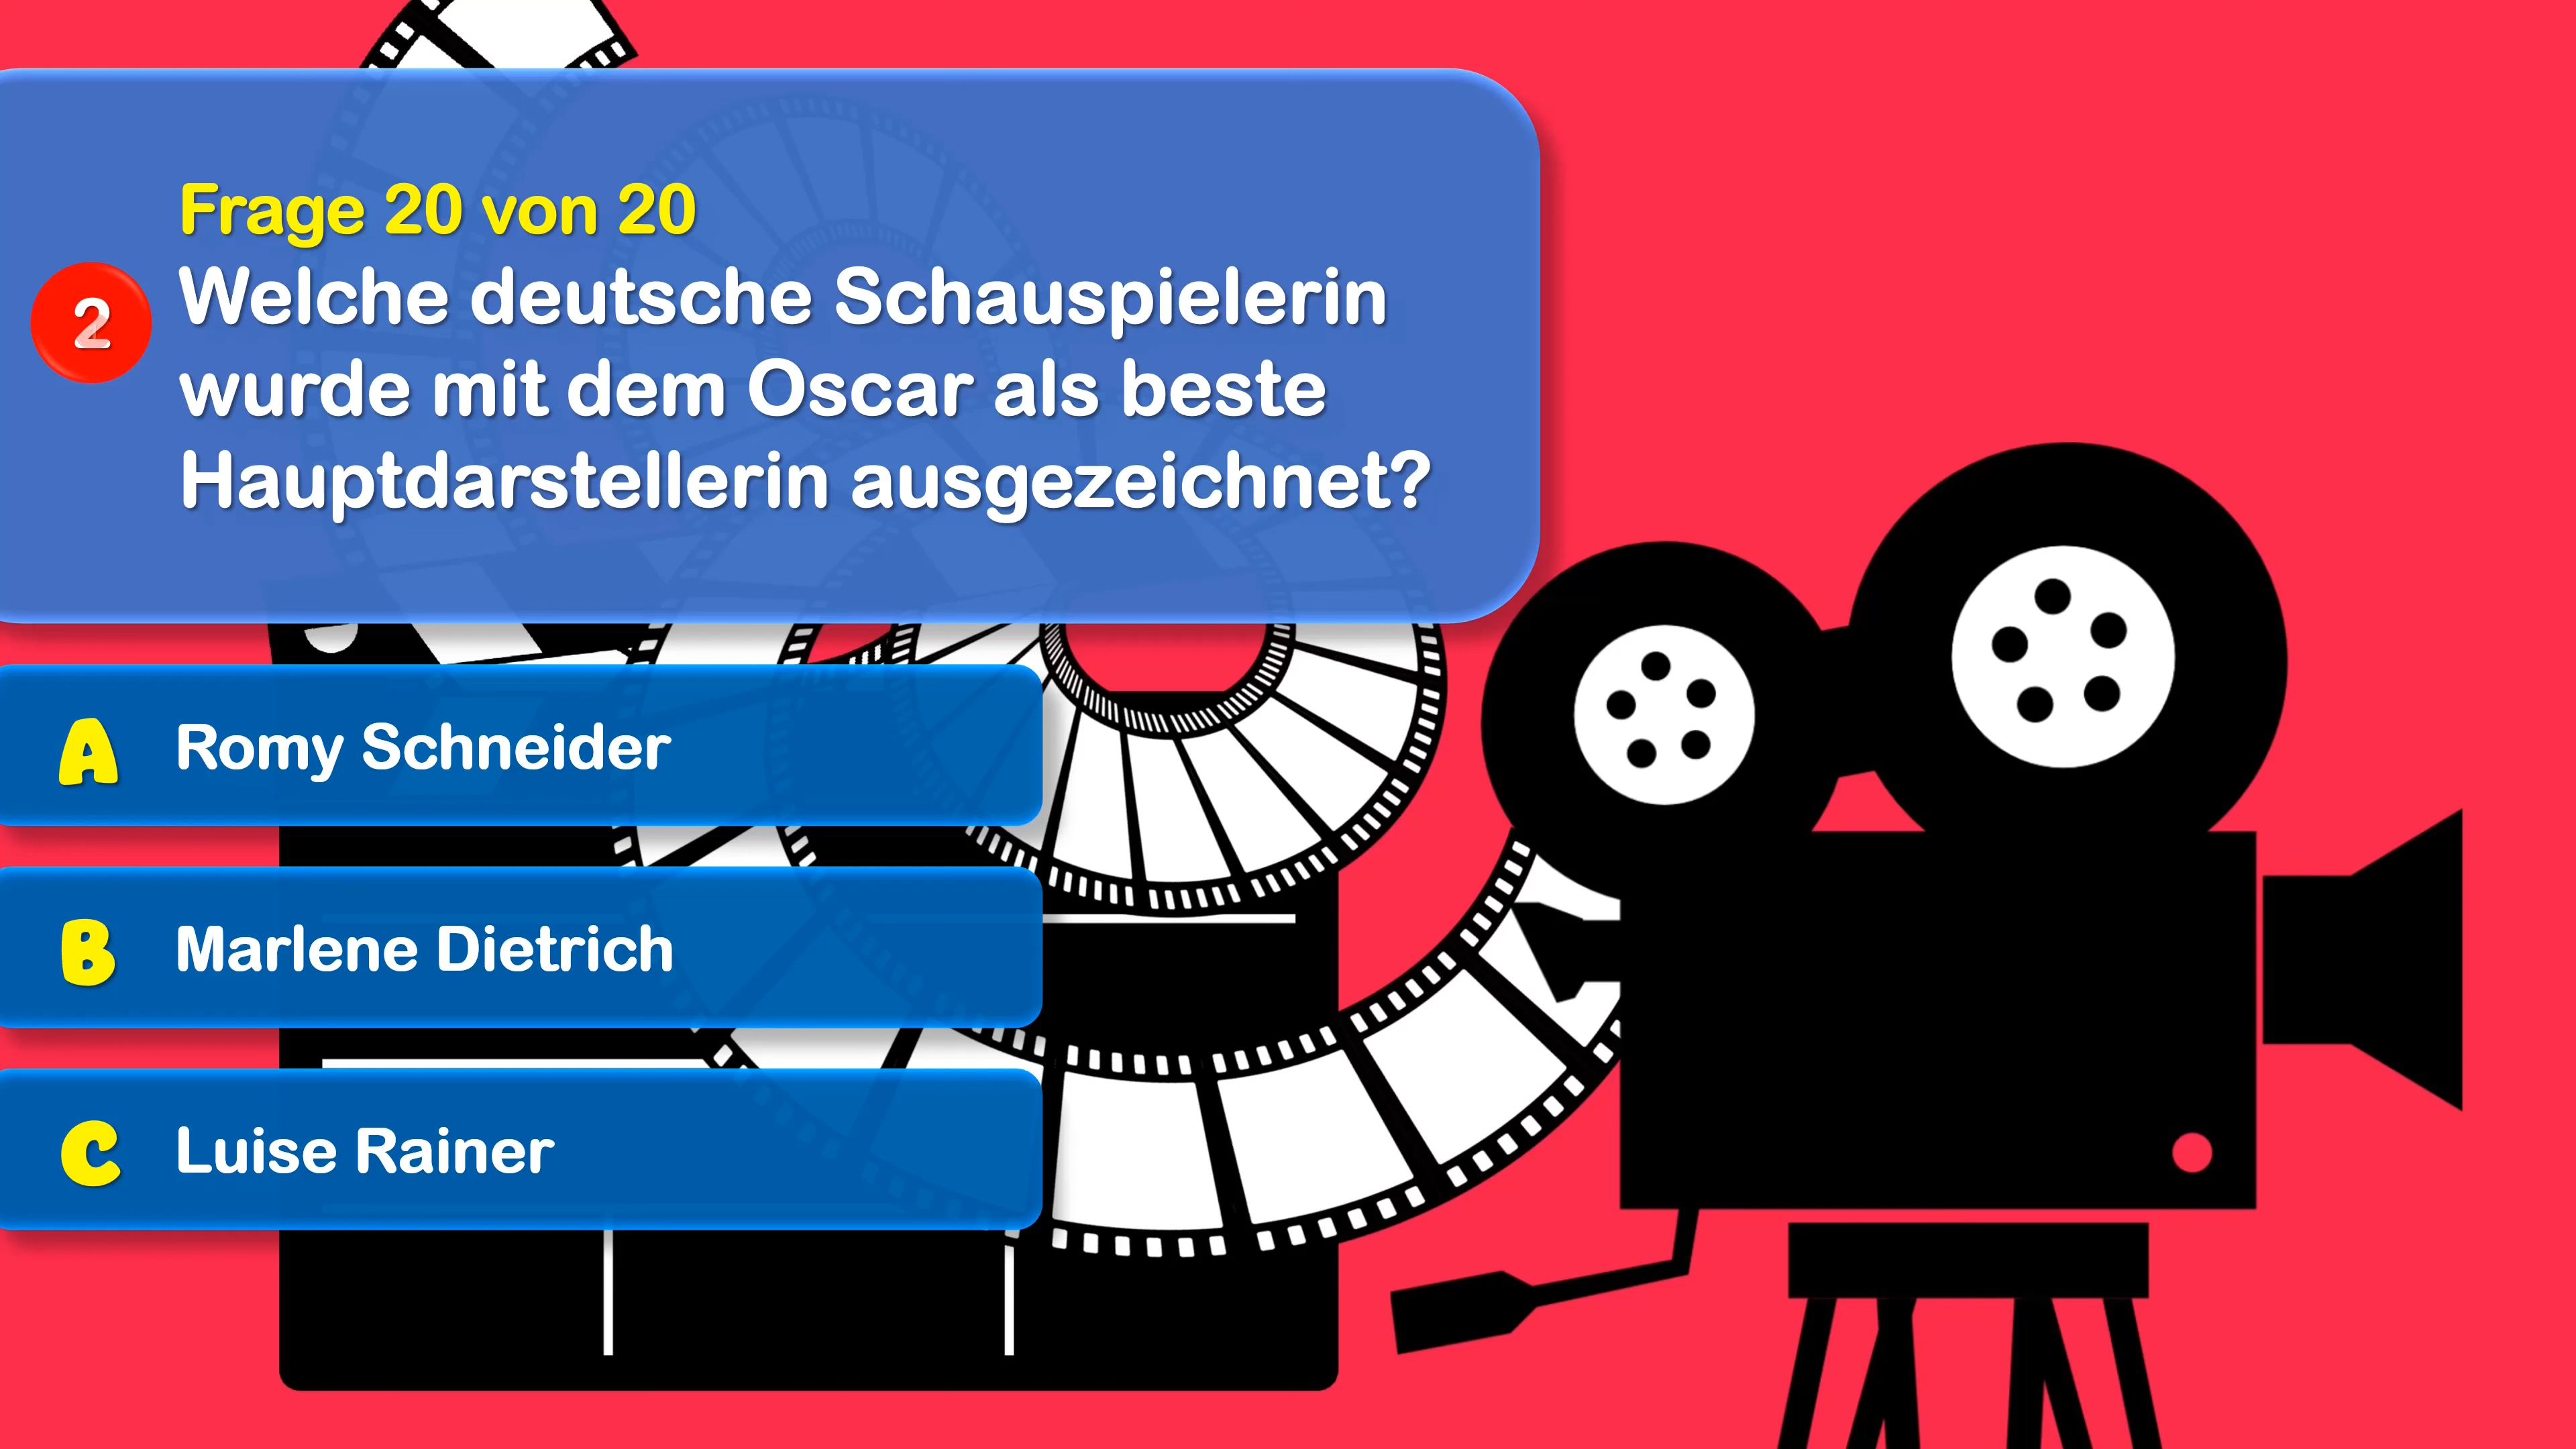 Frage 20 von 20
2
Welche deutsche Schauspielerin
wurde mit dem Oscar als beste
Hauptdarstellerin ausgezeichnet?
A Romy Schneider
B Marlene Dietrich
C Luise Rainer